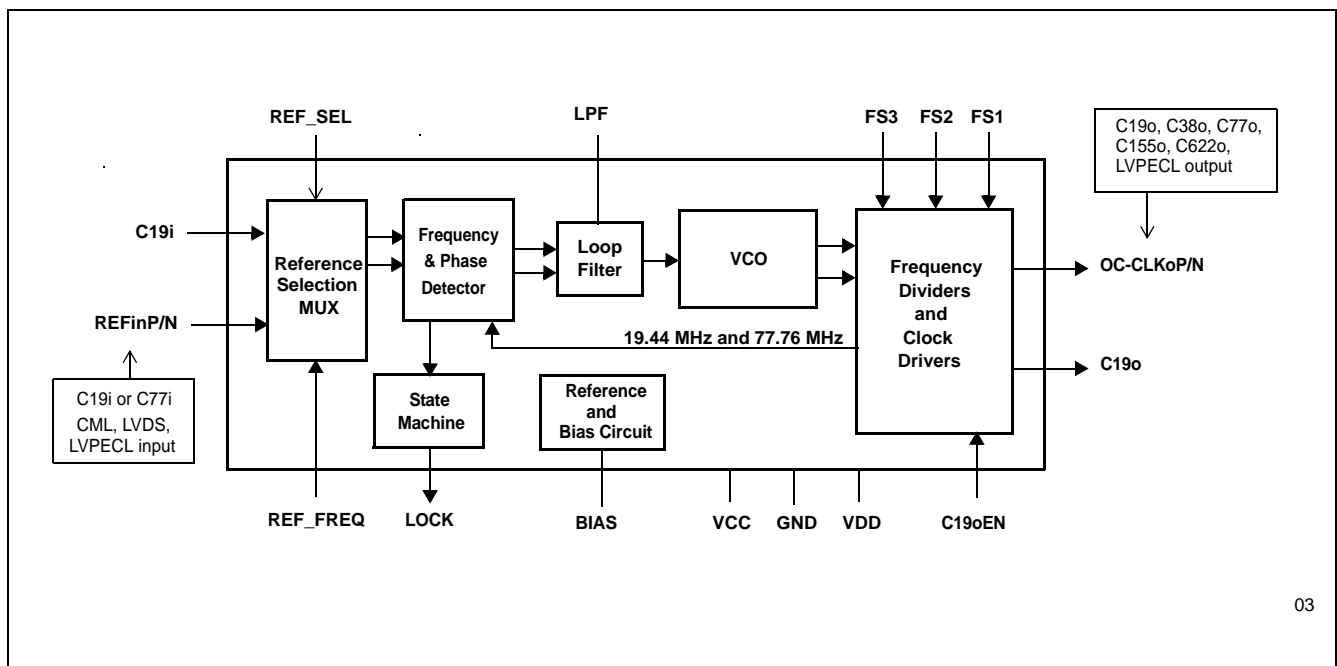 REF_SEL
LPF
FS3 FS2 FS1
C19o, C38o, C77o,
C155o, C622o,
LVPECL output
C19i
REFinP/N
C19i or C77i
CML, LVDS,
LVPECL input
Reference
Selection
MUX
Frequency
& Phase
Detector
Loop
Filter
VCO
Frequency
Dividers
and
Clock
Drivers
OC-CLKoP/N
C19o
19.44 MHz and 77.76 MHz
State
Machine
Reference
and
Bias Circuit
REF_FREQ
LOCK
BIAS
VCC
GND
VDD
C19oEN
03